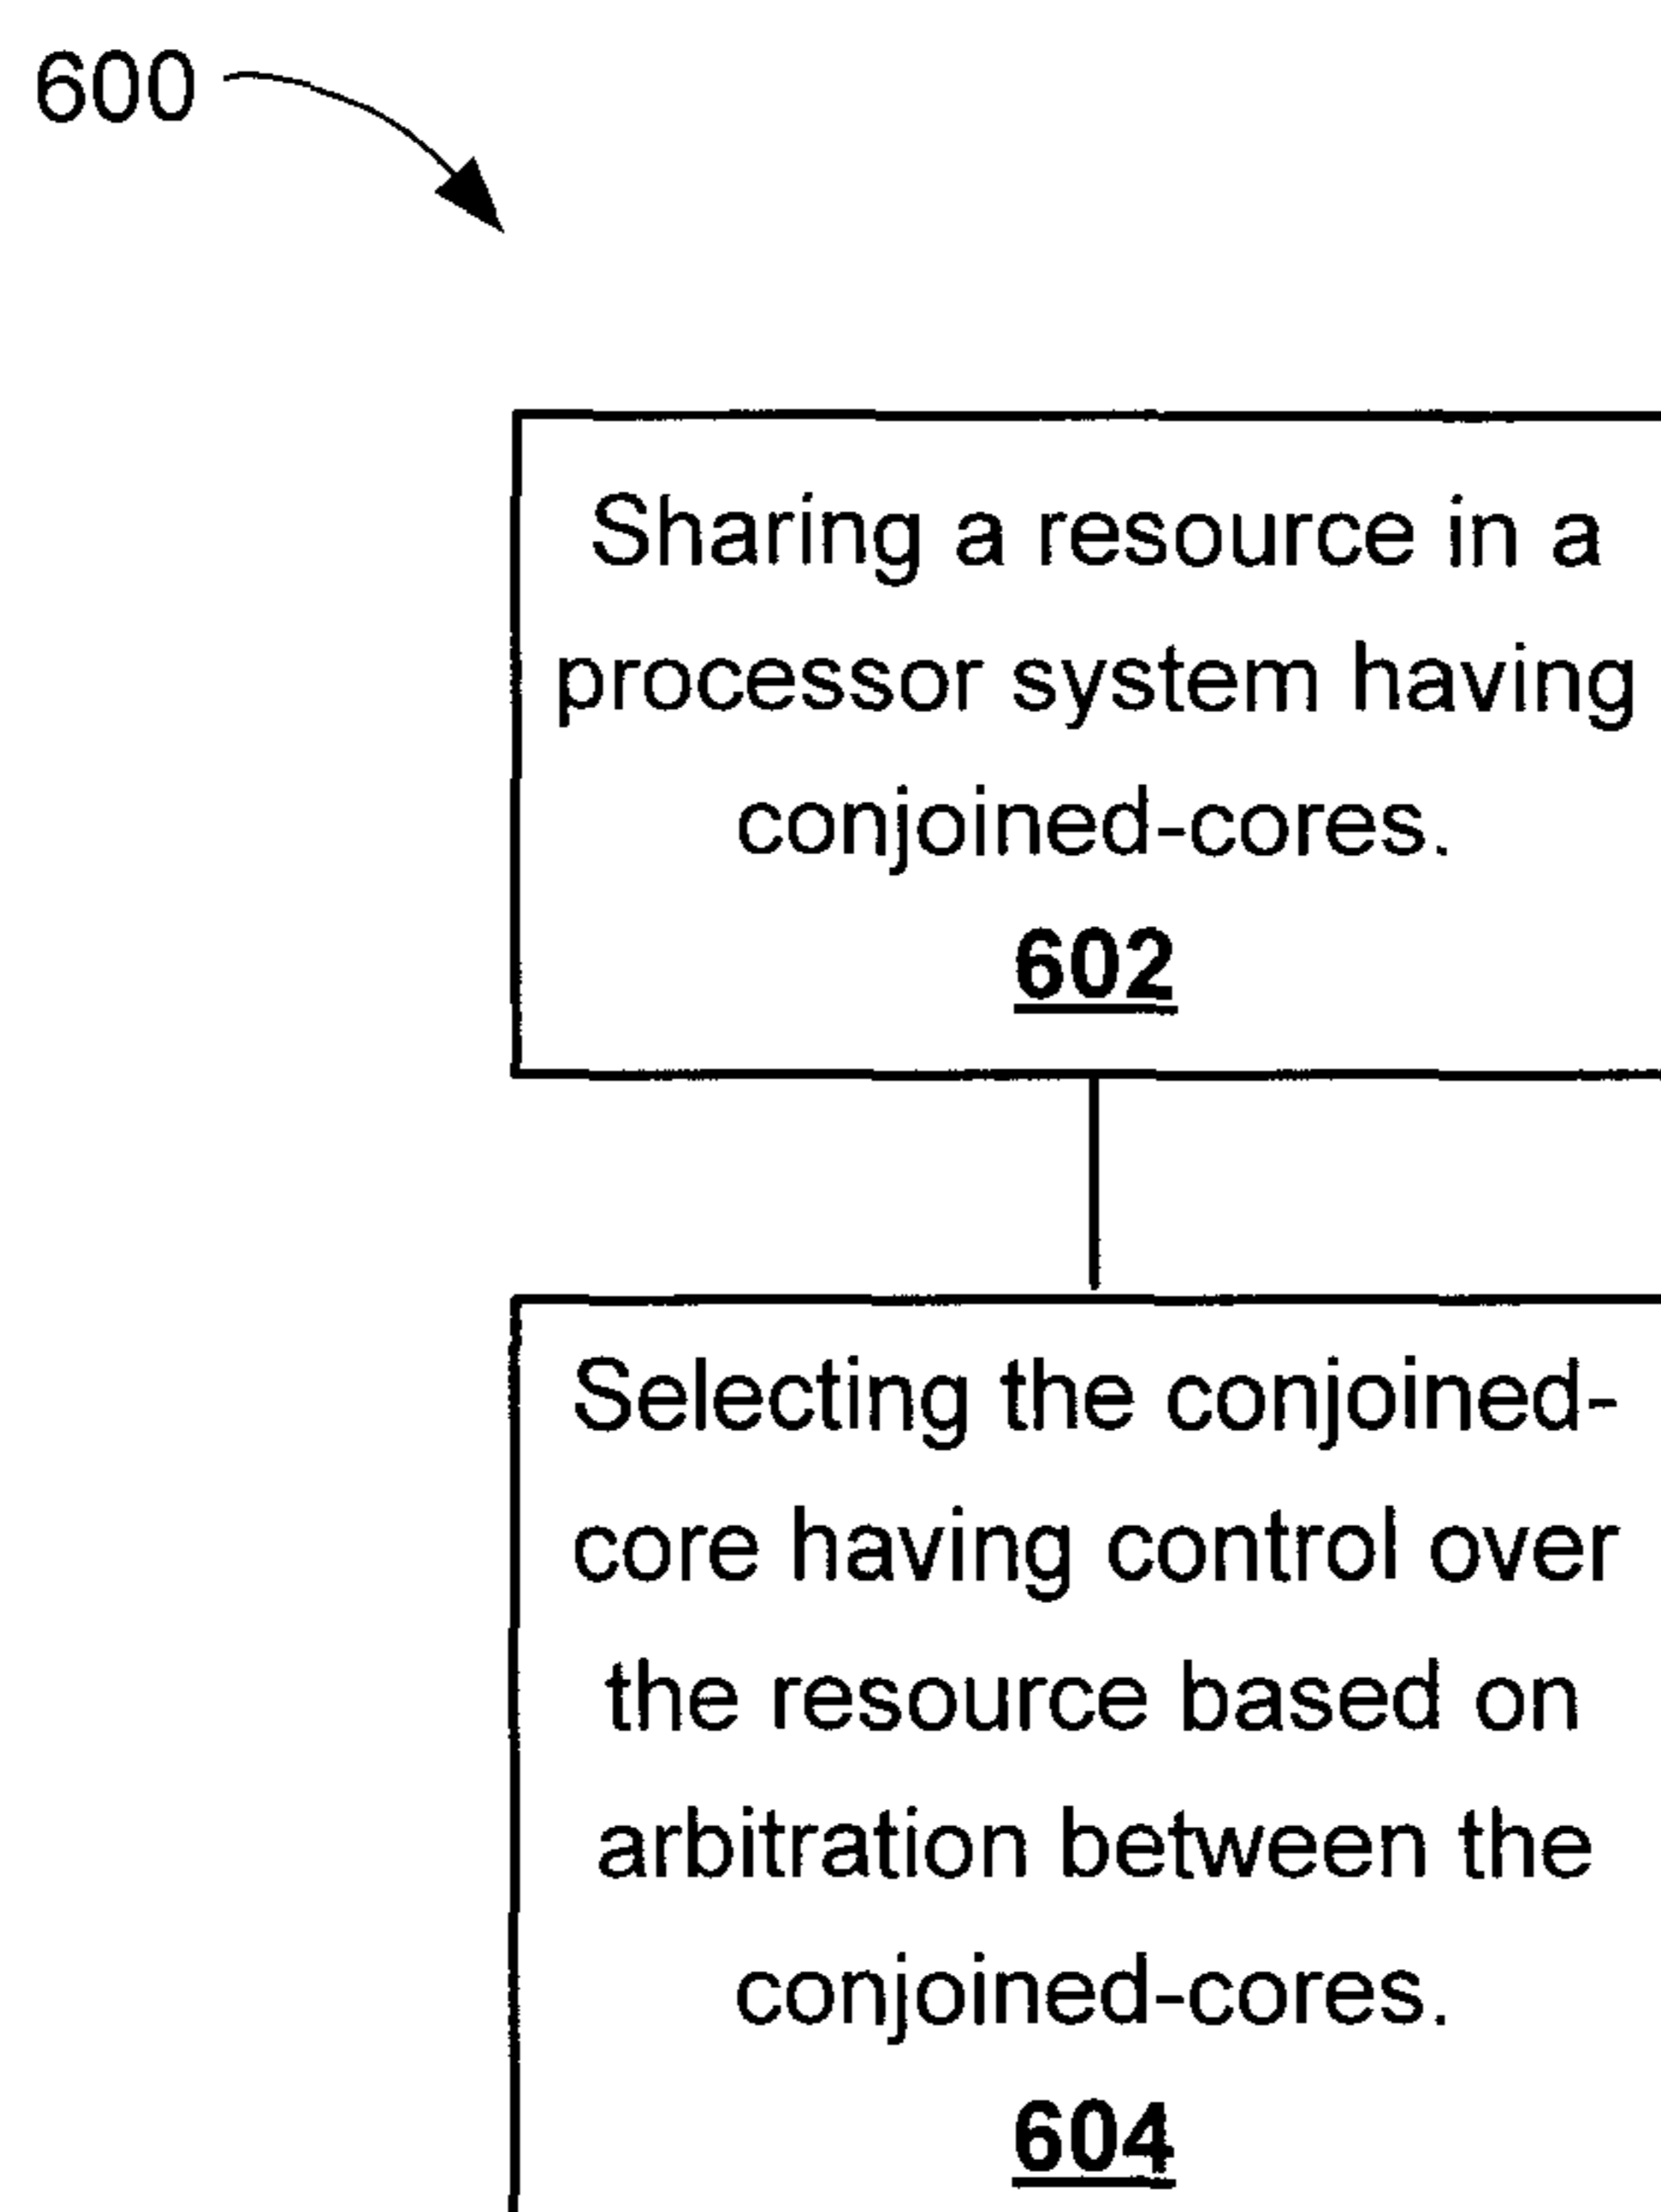 600
Sharing a resource in a
processor system having
conjoined-cores.
602
Selecting the conjoined-
core having control over
the resource based on
arbitration between the
conjoined-cores.
604